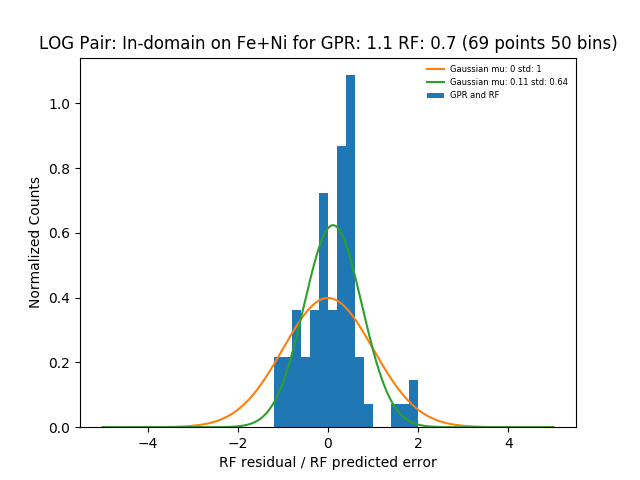 LOG Pair: In-domain on Fe+Ni for GPR: 1.1 RF: 0.7 (69 points 50 bins)
Gaussian mu: 0 std: 1
Gaussian mu: 0.11 std: 0.64
GPR and RF
Normalized Counts
1.0
0.8
0.6
0.4
0.2
0.0
−4 −2 0 2 4
RF residual / RF predicted error